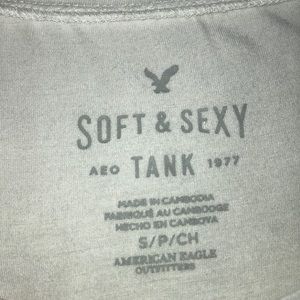 SOFT & SEXY
AEO TANK 1977
MADE IN CAMBODIA
FABRIQUÉ AU CAMBODGE
HECHO EN CAMBOYA
S/P/CH
AMERICAN EAGLE
OUTFITTERS